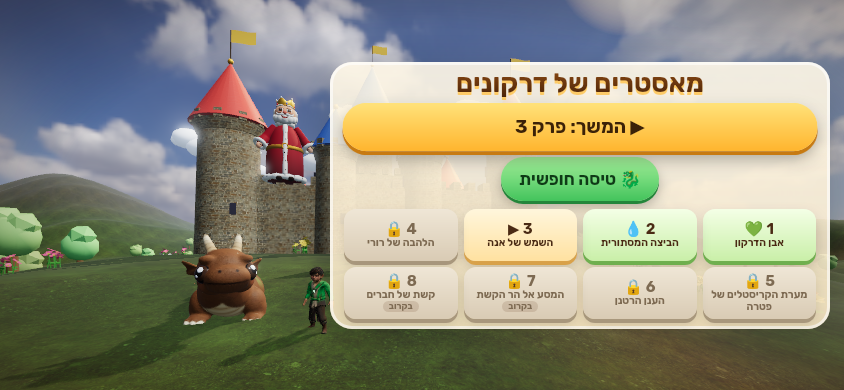 מאסטרים של דרקונים
▶ המשך: פרק 3
🐉 טיסה חופשית
1 💚
אבן הדרקון
2 💧
הביצה המסתורית
3 ▶
השמש של אנה
4 🔒
הלהבה של רורי
5 🔒
מערת הקריסטלים של
פטרה
6 🔒
הענן הרטנן
7 🔒
המסע אל הר הקשת
בקרוב
8 🔒
קשת של חברים
בקרוב